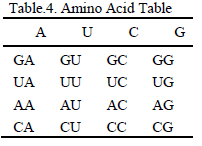 Table.4. Amino Acid Table
A U C G
GA GU GC GG
UA UU UC UG
AA AU AC AG
CA CU CC CG